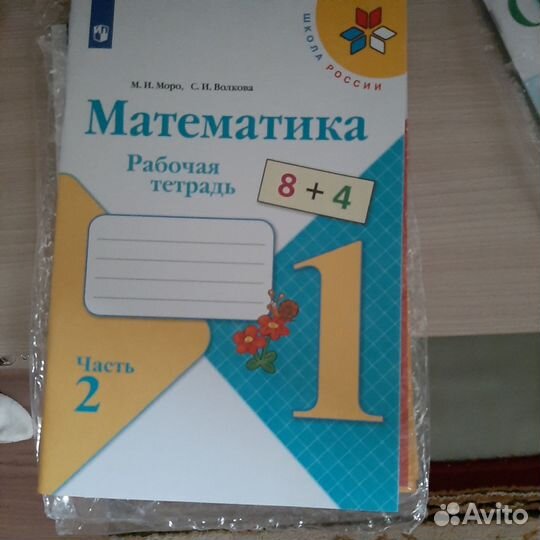 ШКОЛА РОССИИ
М. И. Моро, С. И. Волкова
Математика
Рабочая
тетрадь
8 + 4
1
Часть
2
Avito